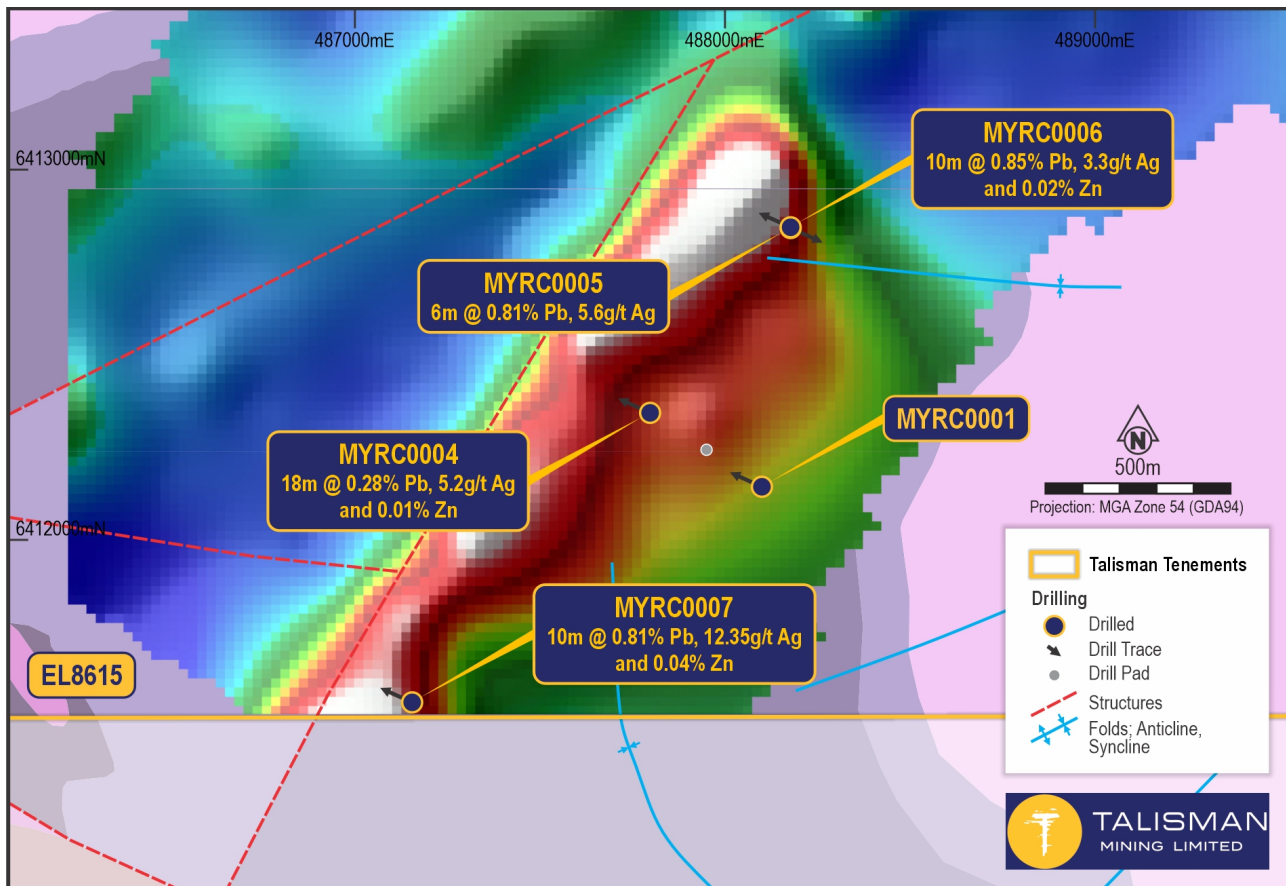 487000mE
488000mE
489000mE
6413000mN
MYRC0006
10m @ 0.85% Pb, 3.3g/t Ag
and 0.02% Zn
MYRC0005
6m @ 0.81% Pb, 5.6g/t Ag
MYRC0001
MYRC0004
18m @ 0.28% Pb, 5.2g/t Ag
and 0.01% Zn
N
500m
Projection: MGA Zone 54 (GDA94)
6412000mN
MYRC0007
10m @ 0.81% Pb, 12.35g/t Ag
and 0.04% Zn
EL8615
Talisman Tenements
Drilling
Drilled
Drill Trace
Drill Pad
Structures
Folds; Anticline,
Syncline
TALISMAN
MINING LIMITED